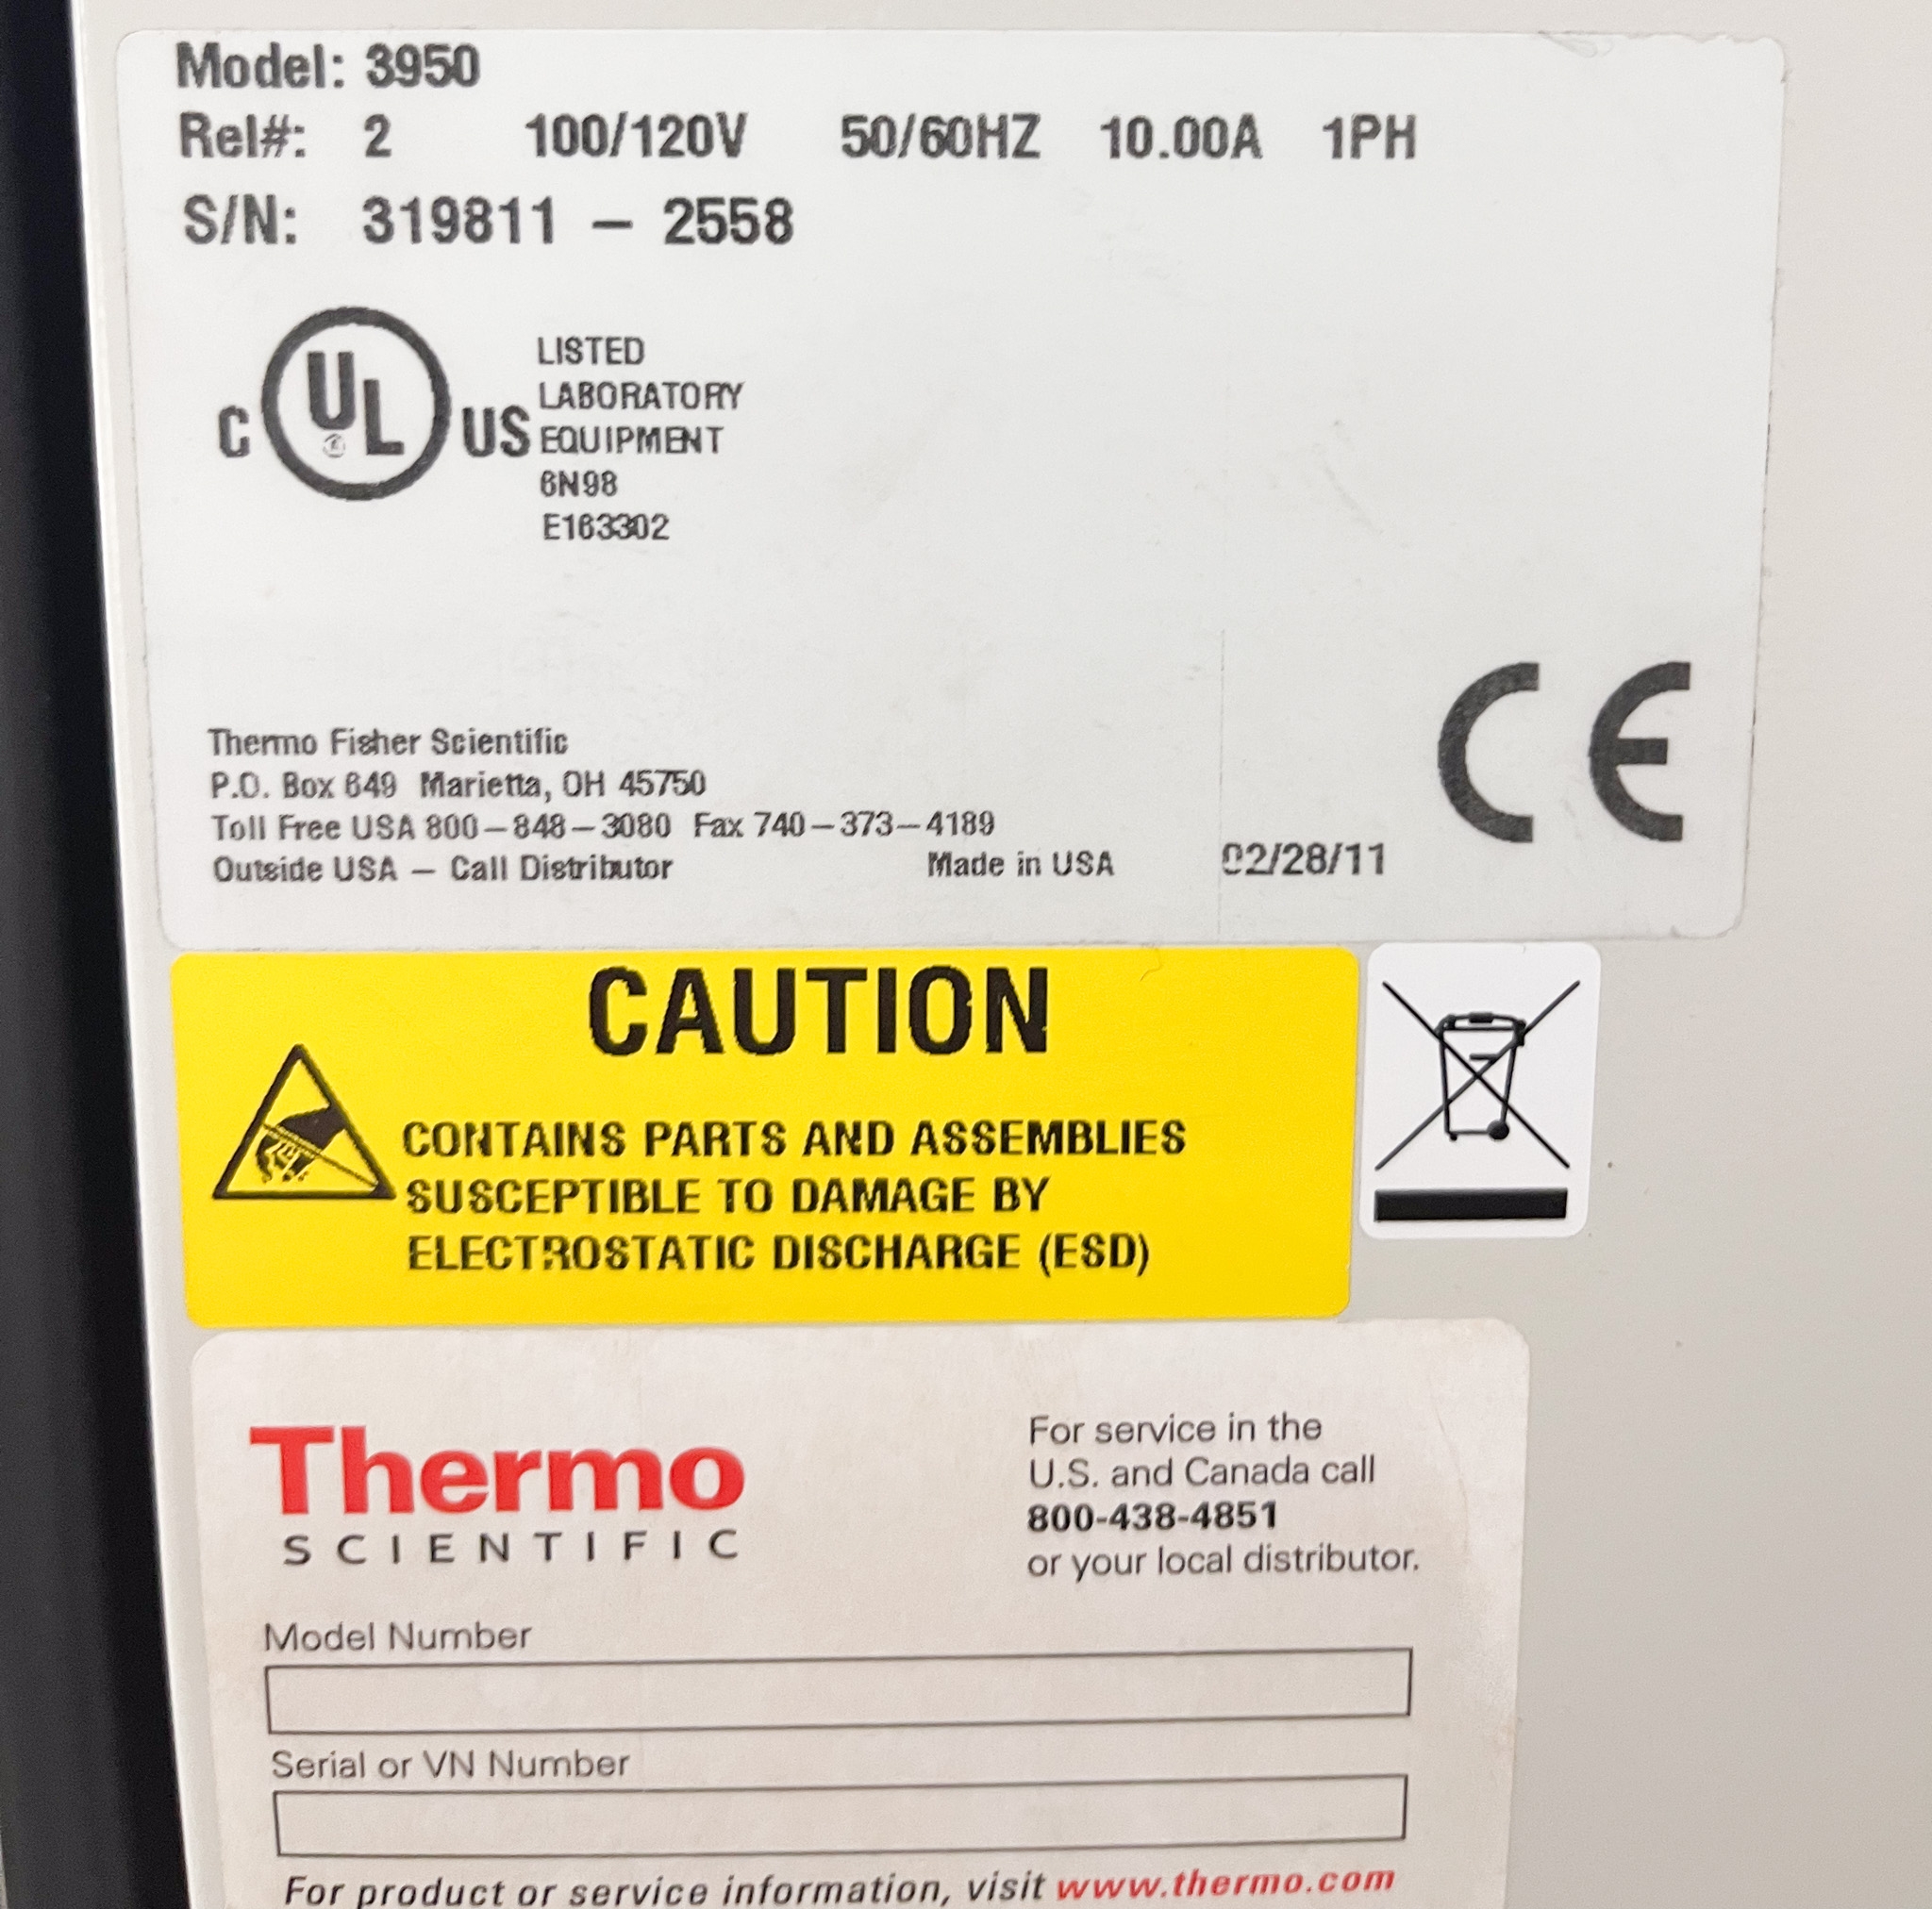 Model: 3950
Rel#: 2 100/120V 50/60HZ 10.00A 1PH
S/N: 319811 – 2558
C UL US
LISTED
LABORATORY
EQUIPMENT
6N98
E163302
Thermo Fisher Scientific
P.O. Box 649 Marietta, OH 45750
Toll Free USA 800–848–3080 Fax 740–373–4189
Outside USA – Call Distributor Made in USA 02/28/11
CE
CAUTION
CONTAINS PARTS AND ASSEMBLIES
SUSCEPTIBLE TO DAMAGE BY
ELECTROSTATIC DISCHARGE (ESD)
Thermo
SCIENTIFIC
For service in the
U.S. and Canada call
800-438-4851
or your local distributor.
Model Number
Serial or VN Number
For product or service information, visit www.thermo.com